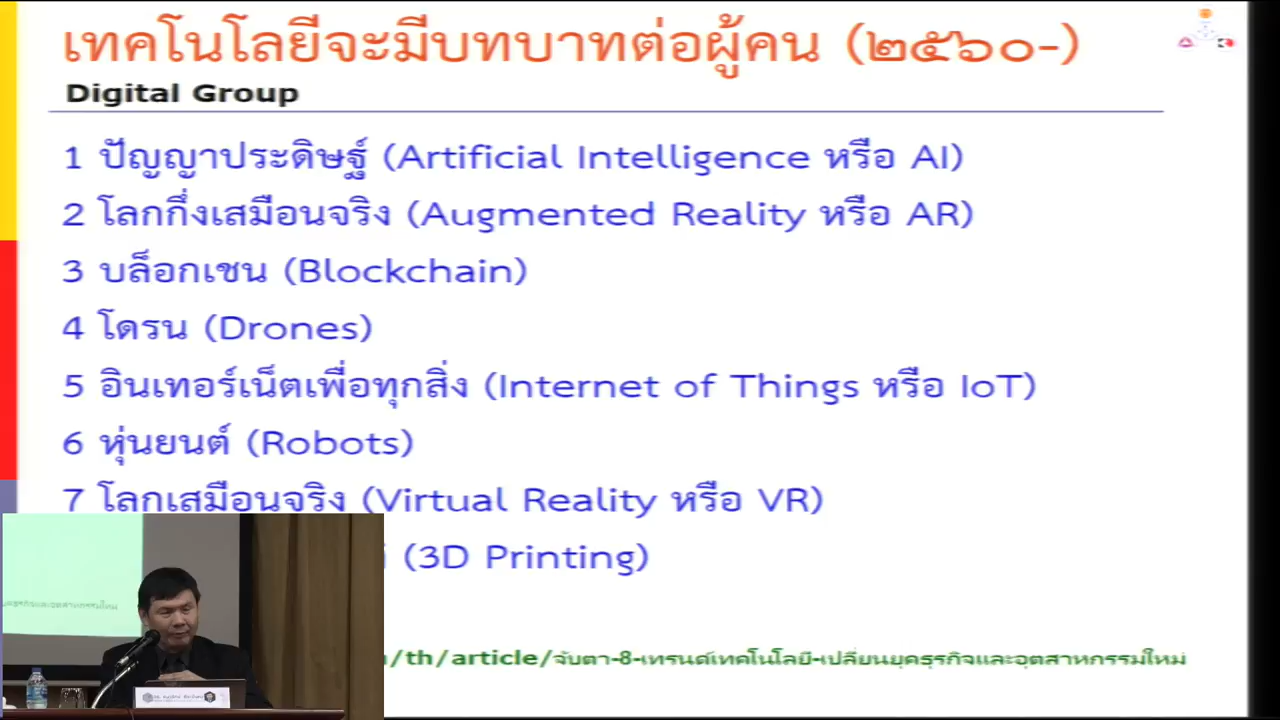 เทคโนโลยีจะมีบทบาทต่อผู้คน (๒๕๖๐-)
Digital Group
1 ปัญญาประดิษฐ์ (Artificial Intelligence หรือ AI)
2 โลกกึ่งเสมือนจริง (Augmented Reality หรือ AR)
3 บล็อกเชน (Blockchain)
4 โดรน (Drones)
5 อินเทอร์เน็ตเพื่อทุกสิ่ง (Internet of Things หรือ IoT)
6 หุ่นยนต์ (Robots)
7 โลกเสมือนจริง (Virtual Reality หรือ VR)
(3D Printing)
/th/article/จับตา-8-เทรนด์เทคโนโลยี-เปลี่ยนยุคธุรกิจและอุตสาหกรรมใหม่